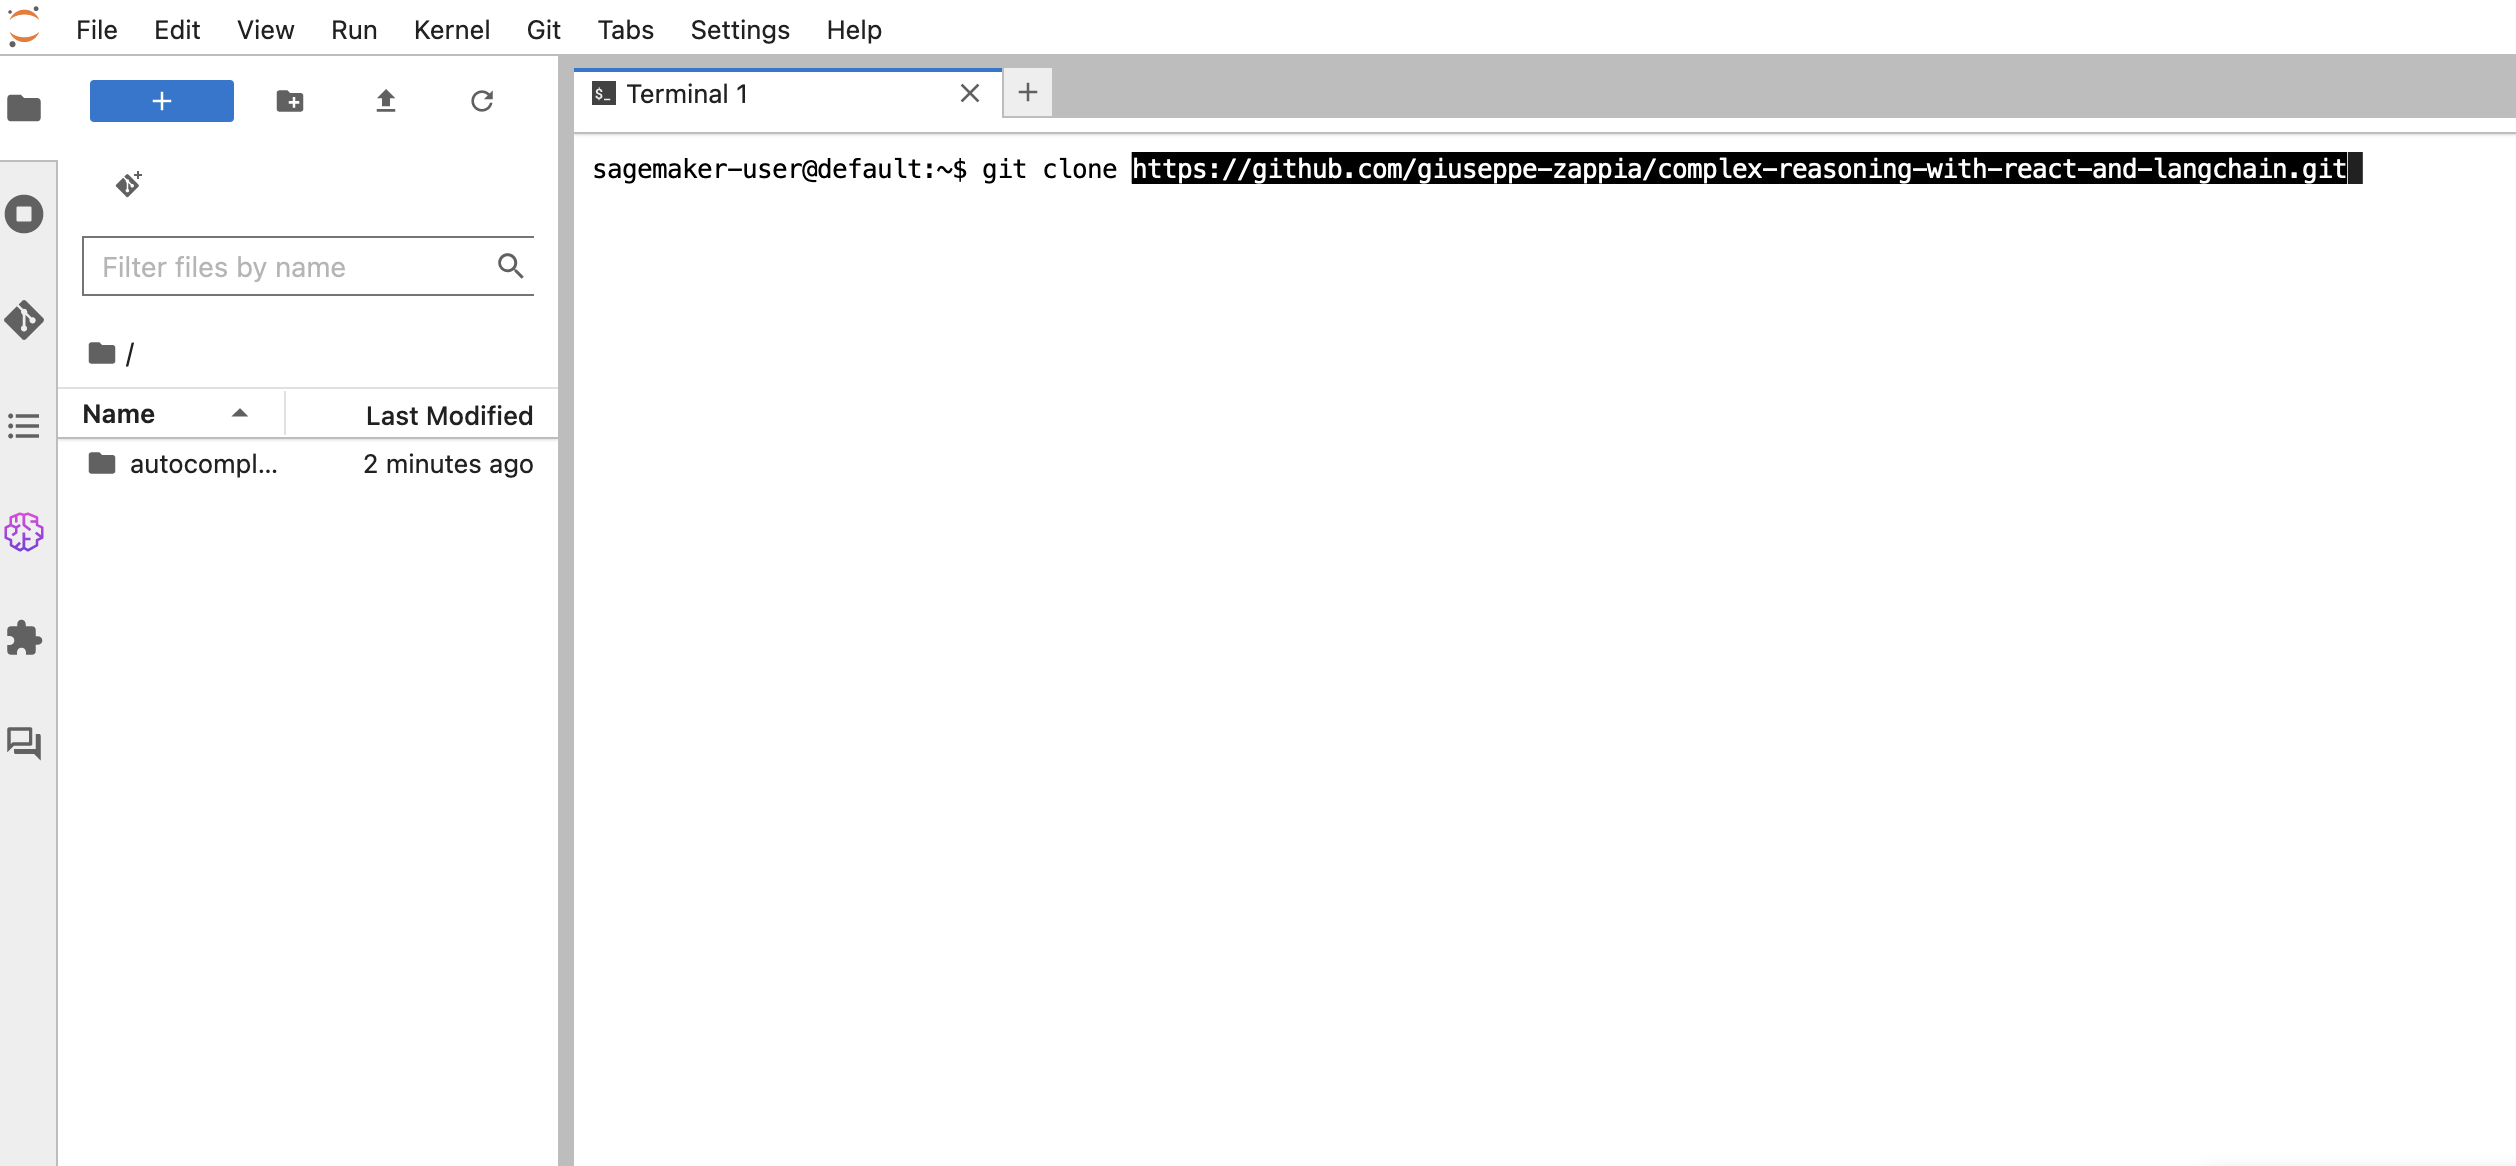 File Edit View Run Kernel Git Tabs Settings Help
Terminal 1
sagemaker-user@default:~$ git clone https://github.com/giuseppe-zappia/complex-reasoning-with-react-and-langchain.git
Filter files by name
/
Name Last Modified
autocompl... 2 minutes ago